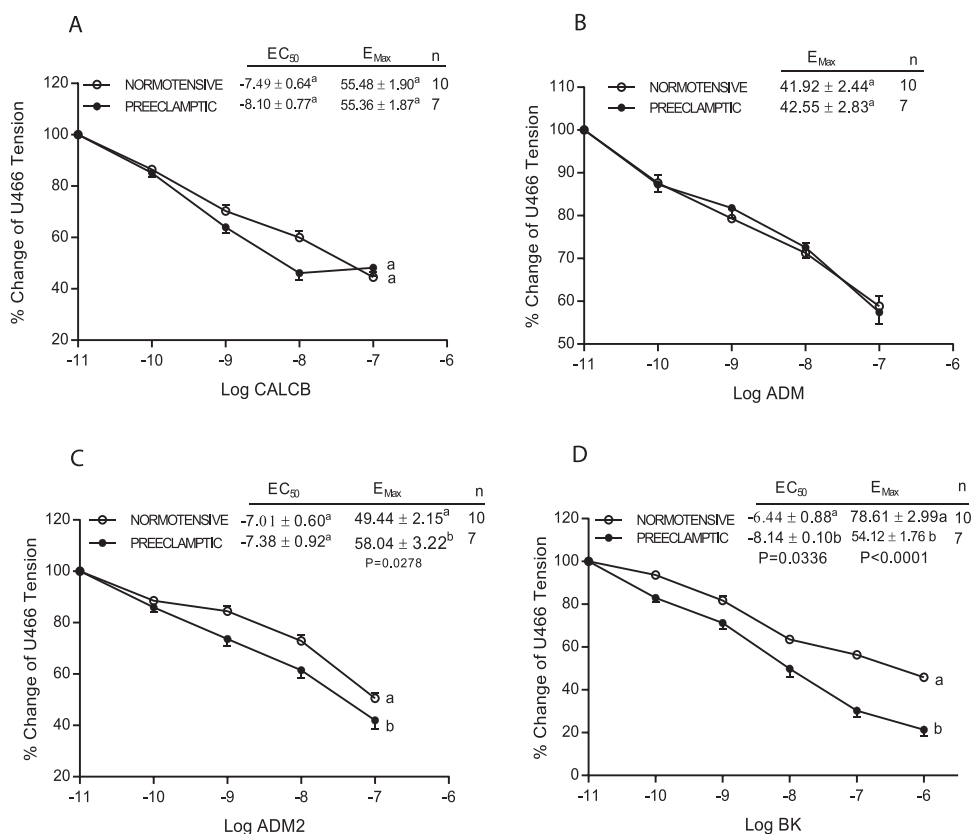 A
EC50 EMax n
NORMOTENSIVE -7.49 ± 0.64a 55.48 ± 1.90a 10
PREECLAMPTIC -8.10 ± 0.77a 55.36 ± 1.87a 7
% Change of U466 Tension
120
100
80
60
40
20
a
a
-11 -10 -9 -8 -7 -6
Log CALCB
B
EMax n
NORMOTENSIVE 41.92 ± 2.44a 10
PREECLAMPTIC 42.55 ± 2.83a 7
% Change of U466 Tension
110
100
90
80
70
60
50
-11 -10 -9 -8 -7 -6
Log ADM
C
EC50 EMax n
NORMOTENSIVE -7.01 ± 0.60a 49.44 ± 2.15a 10
PREECLAMPTIC -7.38 ± 0.92a 58.04 ± 3.22b 7
P=0.0278
% Change of U466 Tension
120
100
80
60
40
20
a
b
-11 -10 -9 -8 -7 -6
Log ADM2
D
EC50 EMax n
NORMOTENSIVE -6.44 ± 0.88a 78.61 ± 2.99a 10
PREECLAMPTIC -8.14 ± 0.10b 54.12 ± 1.76 b 7
P=0.0336 P<0.0001
% Change of U466 Tension
120
100
80
60
40
20
0
a
b
-11 -10 -9 -8 -7 -6
Log BK